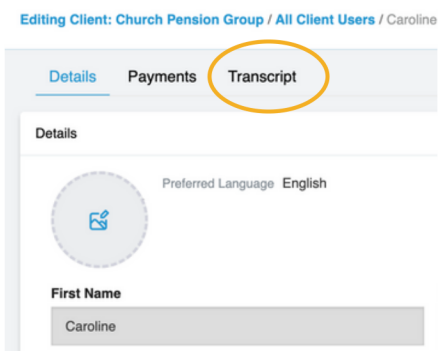 Editing Client: Church Pension Group / All Client Users / Caroline
Details Payments Transcript
Details
Preferred Language English
First Name
Caroline